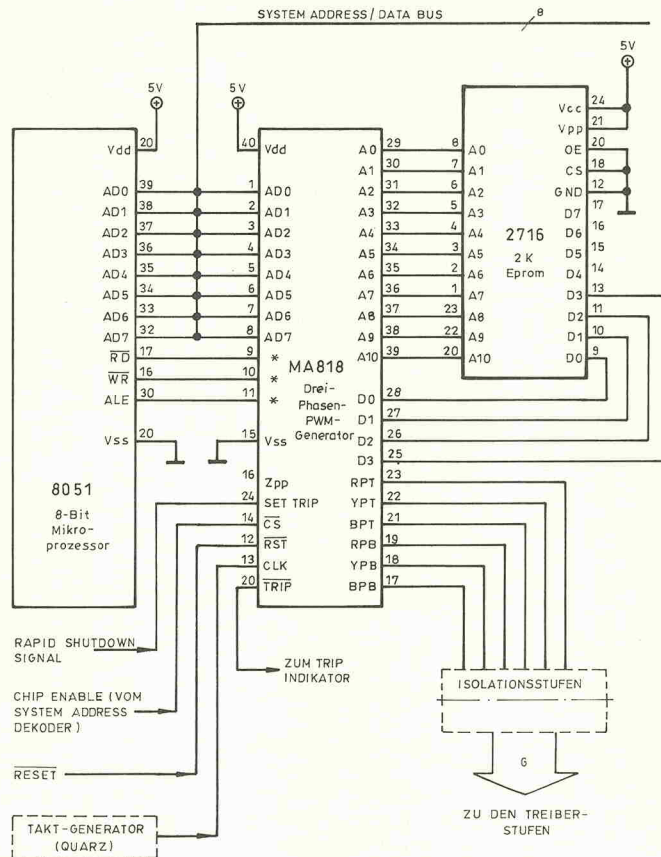 SYSTEM ADDRESS/DATA BUS
8
5V
5V
5V
Vdd
20
AD0
39
AD1
38
AD2
37
AD3
36
AD4
35
AD5
34
AD6
33
AD7
32
RD
17
WR
16
ALE
30
Vss
20
8051
8-Bit
Mikro-
prozessor
40
Vdd
1
AD0
2
AD1
3
AD2
4
AD3
5
AD4
6
AD5
7
AD6
8
AD7
9
*
10
*
11
*
15
Vss
16
Zpp
24
SET TRIP
14
CS
12
RST
13
CLK
20
TRIP
MA818
Drei-
Phasen-
PWM-
Generator
A0
29
A1
30
A2
31
A3
32
A4
33
A5
34
A6
35
A7
36
A8
37
A9
38
A10
39
D0
28
D1
27
D2
26
D3
25
RPT
23
YPT
22
BPT
21
RPB
19
YPB
18
BPB
17
8
A0
7
A1
6
A2
5
A3
4
A4
3
A5
2
A6
1
A7
23
A8
22
A9
20
A10
2716
2 K
Eprom
Vcc
24
Vpp
21
OE
20
CS
18
GND
12
D7
17
D6
16
D5
15
D4
14
D3
13
D2
11
D1
10
D0
9
RAPID SHUTDOWN
SIGNAL
ZUM TRIP
INDIKATOR
CHIP ENABLE (VOM
SYSTEM ADDRESS
DEKODER)
RESET
TAKT-GENERATOR
(QUARZ)
ISOLATIONSSTUFEN
6
ZU DEN TREIBER-
STUFEN